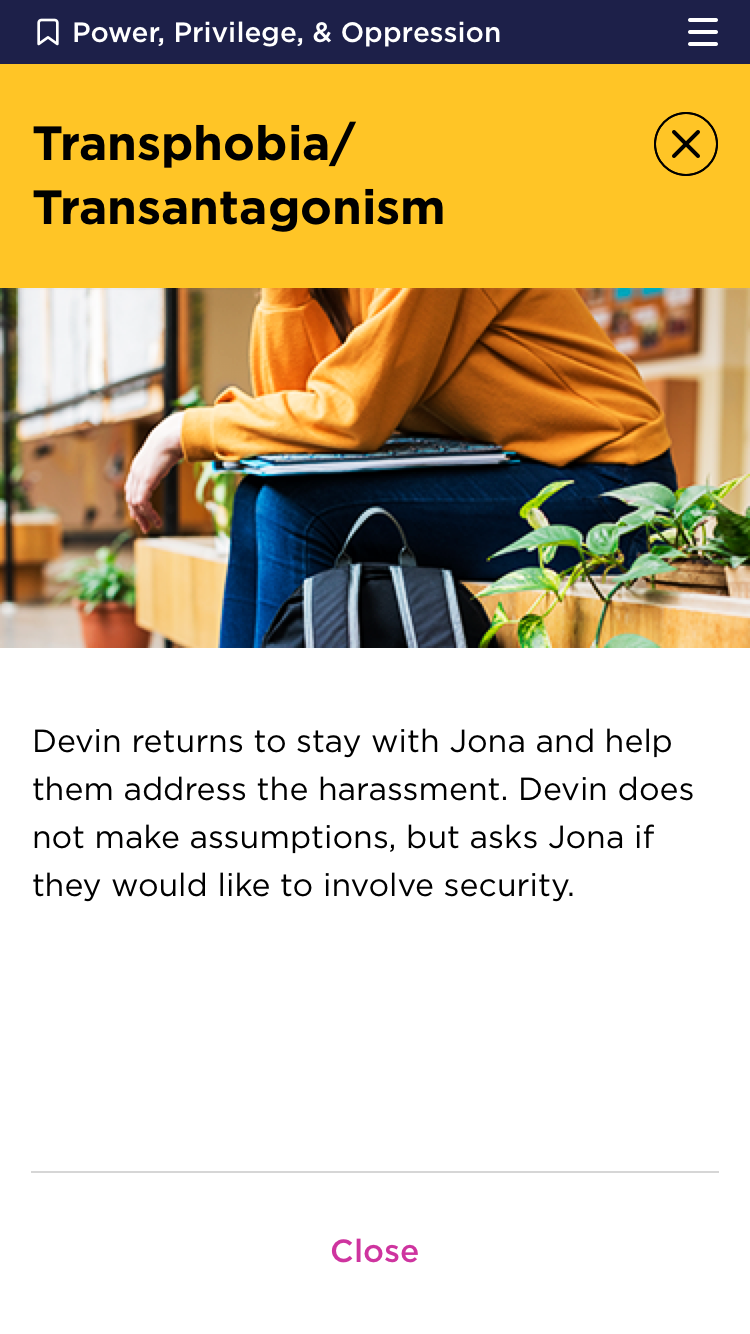 Power, Privilege, & Oppression
Transphobia/
Transantagonism
Devin returns to stay with Jona and help
them address the harassment. Devin does
not make assumptions, but asks Jona if
they would like to involve security.
Close